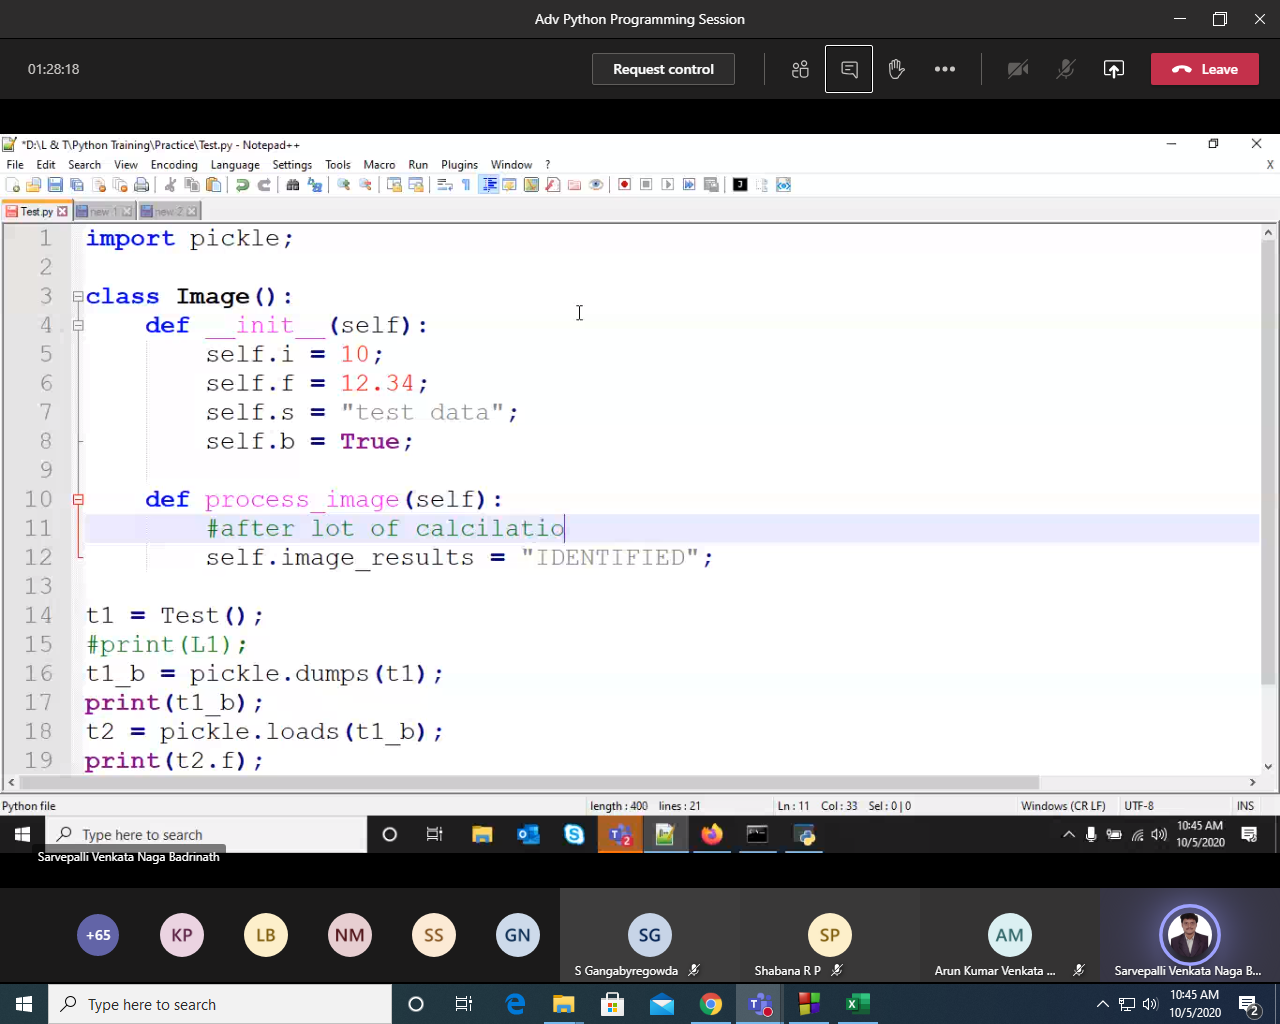 Adv Python Programming Session
01:28:18
Request control
Leave
*D:\L & T\Python Training\Practice\Test.py - Notepad++
File Edit Search View Encoding Language Settings Tools Macro Run Plugins Window ? X
Test.py new 1 new 2
1 import pickle;
2
3 class Image():
4 def __init__(self):
5 self.i = 10;
6 self.f = 12.34;
7 self.s = "test data";
8 self.b = True;
9
10 def process_image(self):
11 #after lot of calcilatio
12 self.image_results = "IDENTIFIED";
13
14 t1 = Test();
15 #print(L1);
16 t1_b = pickle.dumps(t1);
17 print(t1_b);
18 t2 = pickle.loads(t1_b);
19 print(t2.f);
Python file length : 400 lines : 21 Ln : 11 Col : 33 Sel : 0 | 0 Windows (CR LF) UTF-8 INS
Type here to search
10:45 AM
10/5/2020
Sarvepalli Venkata Naga Badrinath
+65 KP LB NM SS GN SG SP AM
S Gangabyregowda Shabana R P Arun Kumar Venkata ... Sarvepalli Venkata Naga B...
Type here to search
10:45 AM
10/5/2020
2